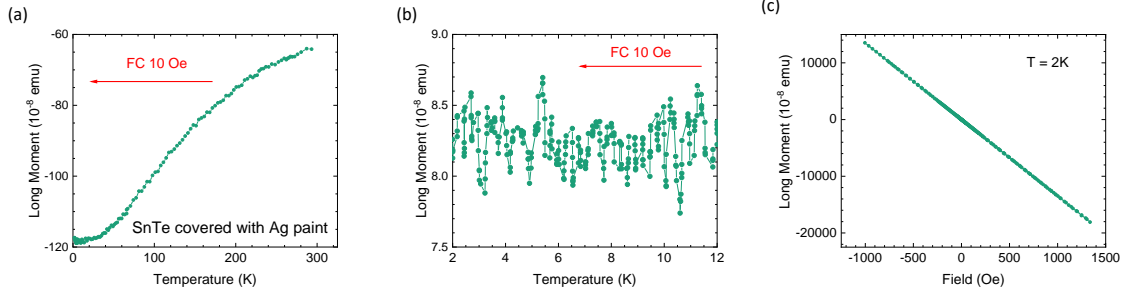 (a)
-60
-80
-100
-120
0
100
200
300
Long Moment (10⁻⁸ emu)
Temperature (K)
FC 10 Oe
SnTe covered with Ag paint
(b)
9.0
8.5
8.0
7.5
2
4
6
8
10
12
Long Moment (10⁻⁸ emu)
Temperature (K)
FC 10 Oe
(c)
10000
0
-10000
-20000
-1000
-500
0
500
1000
1500
Long Moment (10⁻⁸ emu)
Field (Oe)
T = 2K